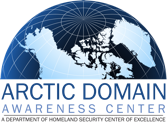 ARCTIC DOMAIN
AWARENESS CENTER
A DEPARTMENT OF HOMELAND SECURITY CENTER OF EXCELLENCE